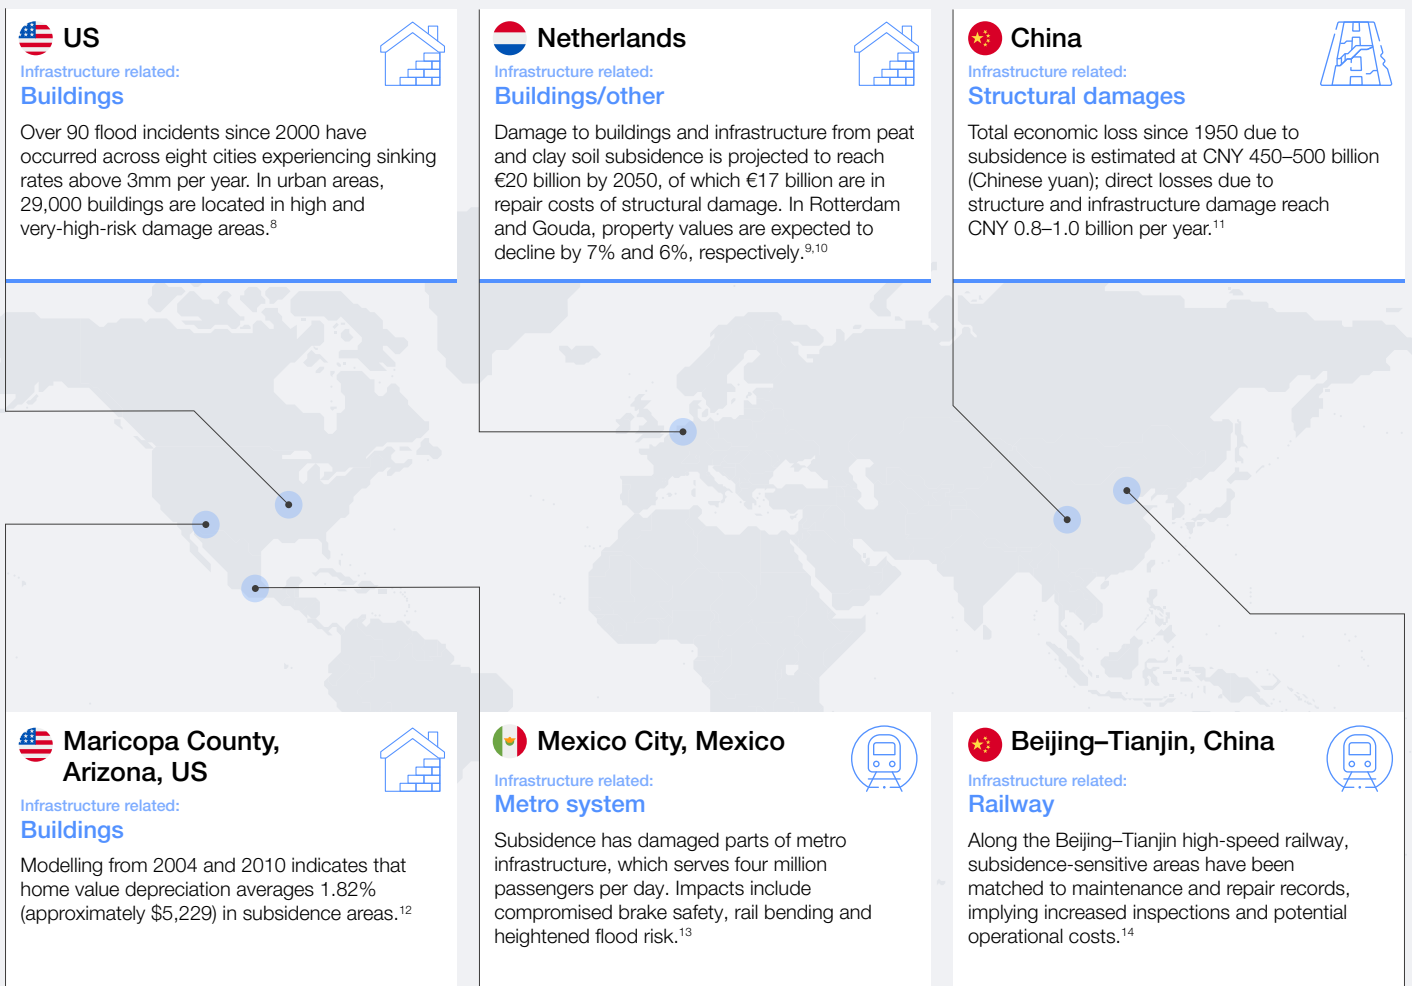 US
Infrastructure related:
Buildings
Over 90 flood incidents since 2000 have
occurred across eight cities experiencing sinking
rates above 3mm per year. In urban areas,
29,000 buildings are located in high and
very-high-risk damage areas.8
Netherlands
Infrastructure related:
Buildings/other
Damage to buildings and infrastructure from peat
and clay soil subsidence is projected to reach
€20 billion by 2050, of which €17 billion are in
repair costs of structural damage. In Rotterdam
and Gouda, property values are expected to
decline by 7% and 6%, respectively.9,10
China
Infrastructure related:
Structural damages
Total economic loss since 1950 due to
subsidence is estimated at CNY 450–500 billion
(Chinese yuan); direct losses due to
structure and infrastructure damage reach
CNY 0.8–1.0 billion per year.11
Maricopa County,
Arizona, US
Infrastructure related:
Buildings
Modelling from 2004 and 2010 indicates that
home value depreciation averages 1.82%
(approximately $5,229) in subsidence areas.12
Mexico City, Mexico
Infrastructure related:
Metro system
Subsidence has damaged parts of metro
infrastructure, which serves four million
passengers per day. Impacts include
compromised brake safety, rail bending and
heightened flood risk.13
Beijing–Tianjin, China
Infrastructure related:
Railway
Along the Beijing–Tianjin high-speed railway,
subsidence-sensitive areas have been
matched to maintenance and repair records,
implying increased inspections and potential
operational costs.14